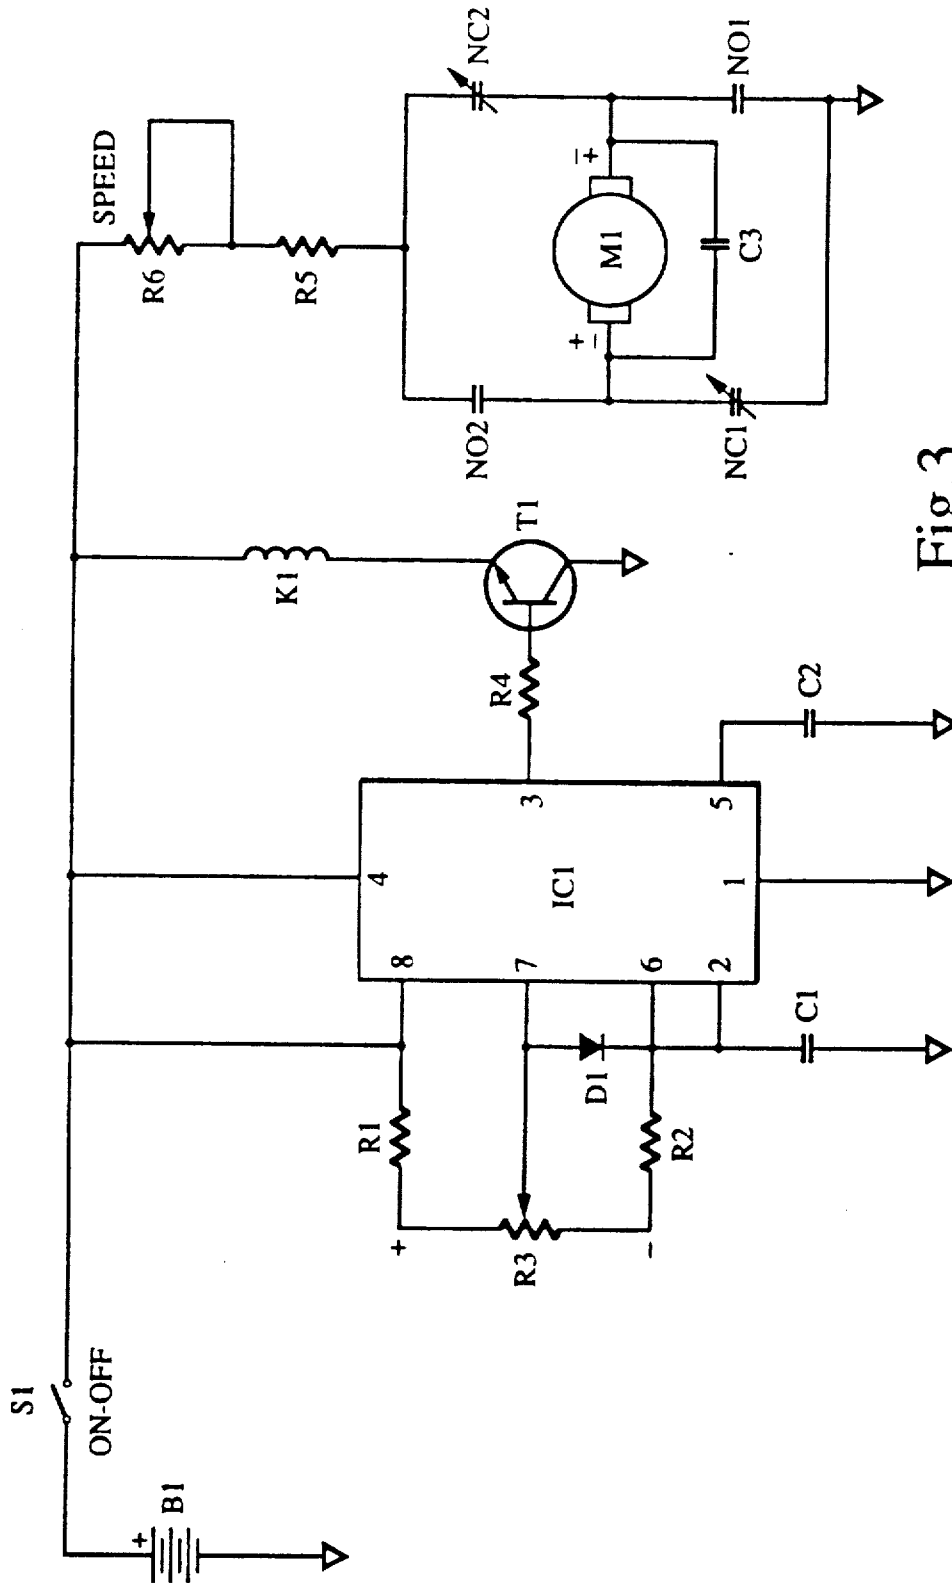 S1
ON-OFF
B1
+
R1
+
R3
−
R2
D1
C1
8
7
6
2
4
IC1
1
3
5
R4
C2
K1
T1
SPEED
R6
R5
NO2
NC2
NC1
NO1
+
−
M1
−
+
C3
Fig. 3